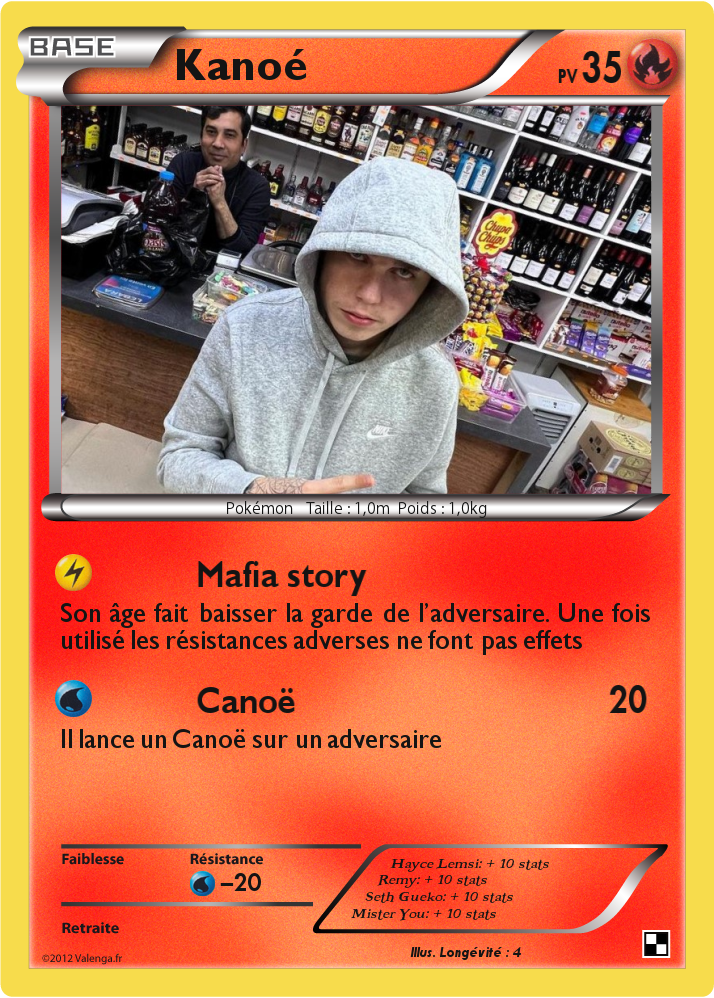 BASE
Kanoé
PV 35
Chupa Chups
LEBARA
Pokémon Taille : 1,0m Poids : 1,0kg
Mafia story
Son âge fait baisser la garde de l'adversaire. Une fois
utilisé les résistances adverses ne font pas effets
Canoë 20
Il lance un Canoë sur un adversaire
Faiblesse Résistance
–20
Retraite
Hayce Lemsi: + 10 stats
Remy: + 10 stats
Seth Gueko: + 10 stats
Mister You: + 10 stats
Illus. Longévité : 4
©2012 Valenga.fr